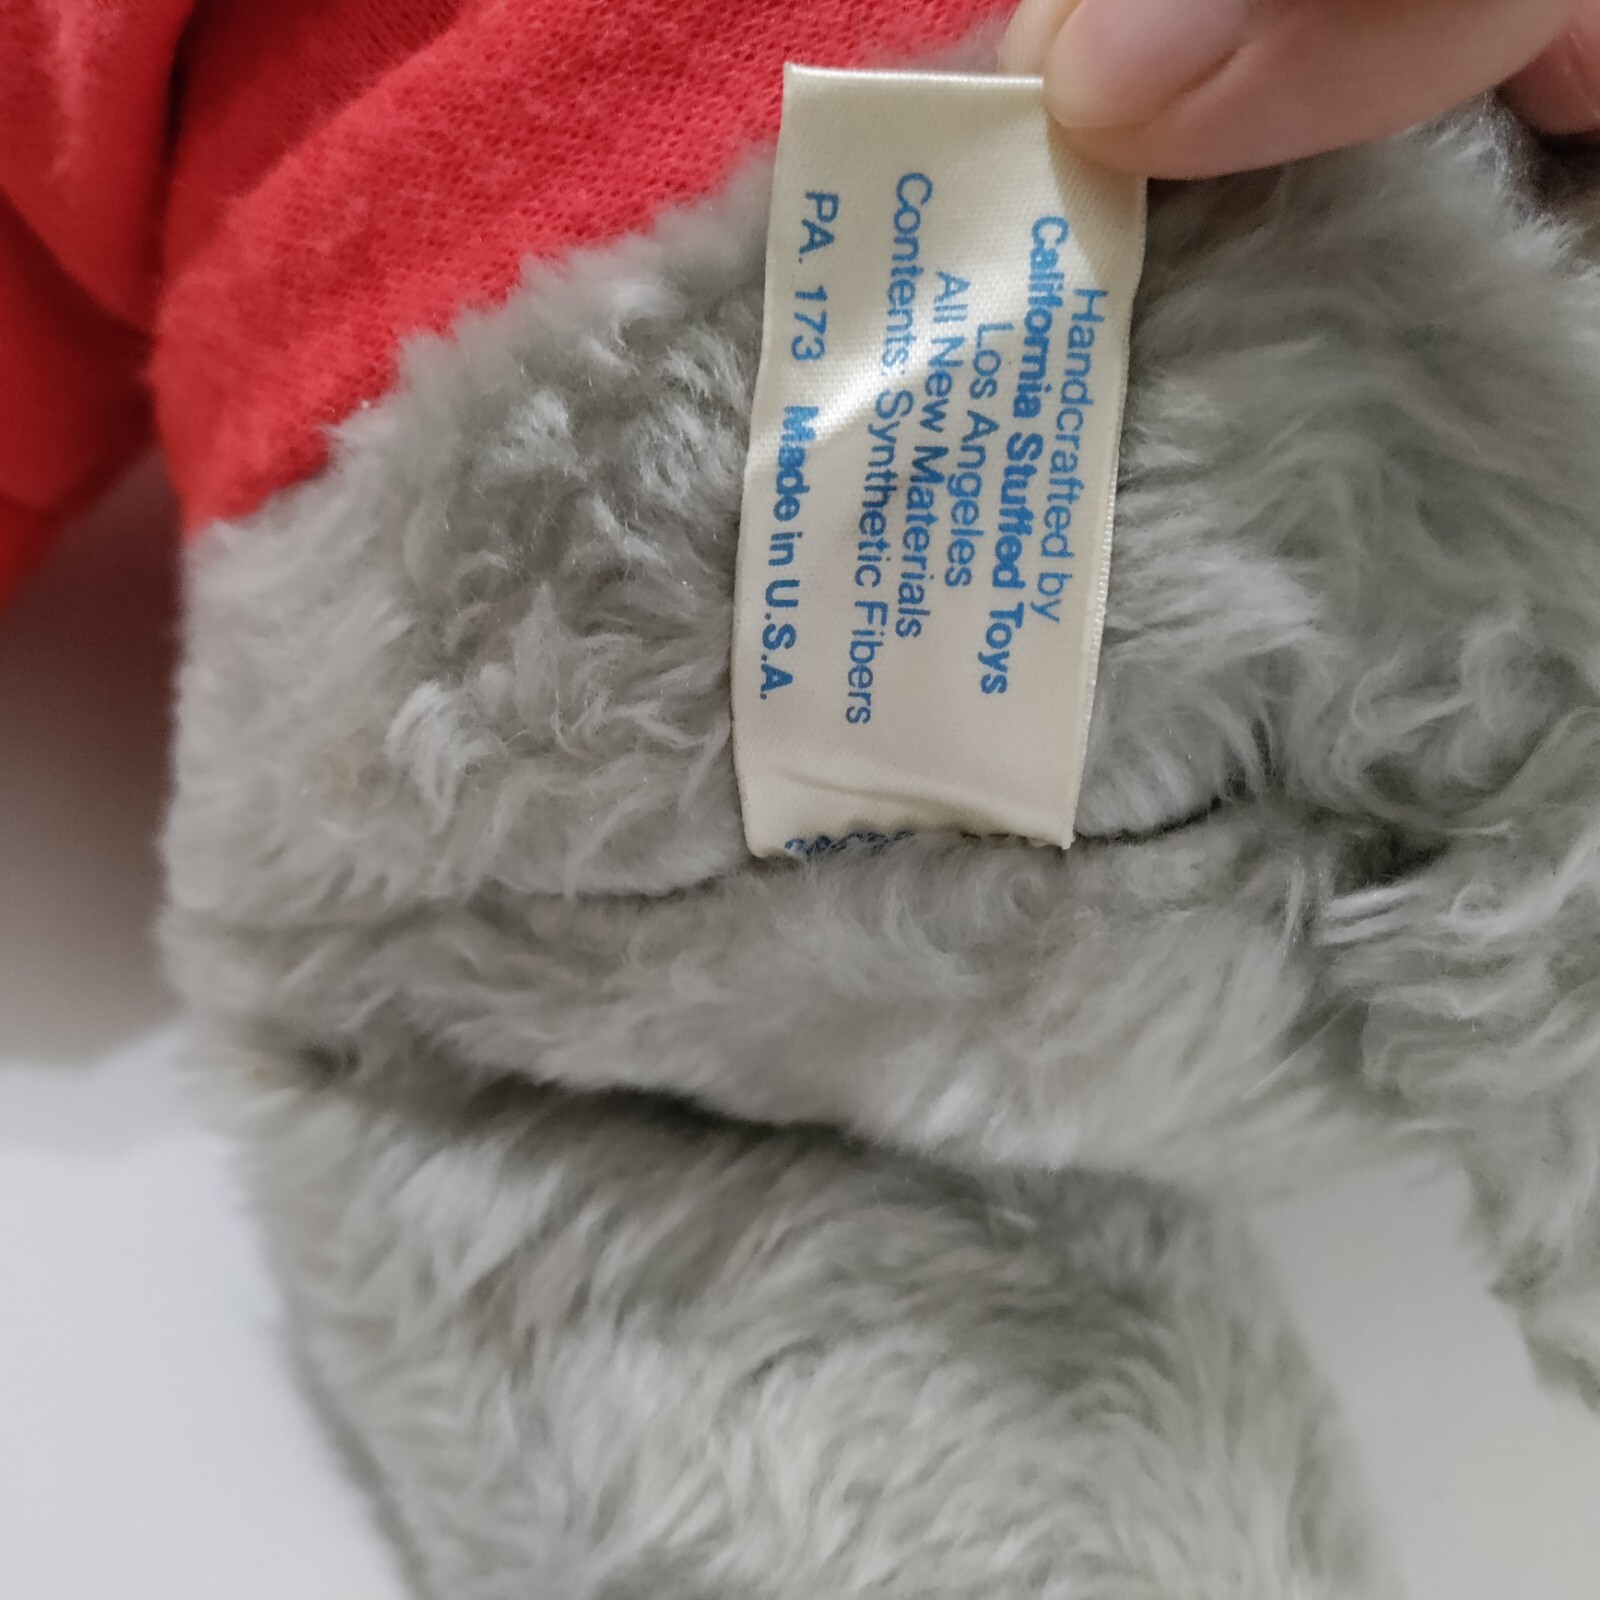 Handcrafted by
California Stuffed Toys
Los Angeles
All New Materials
Contents: Synthetic Fibers
PA. 173 Made in U.S.A.